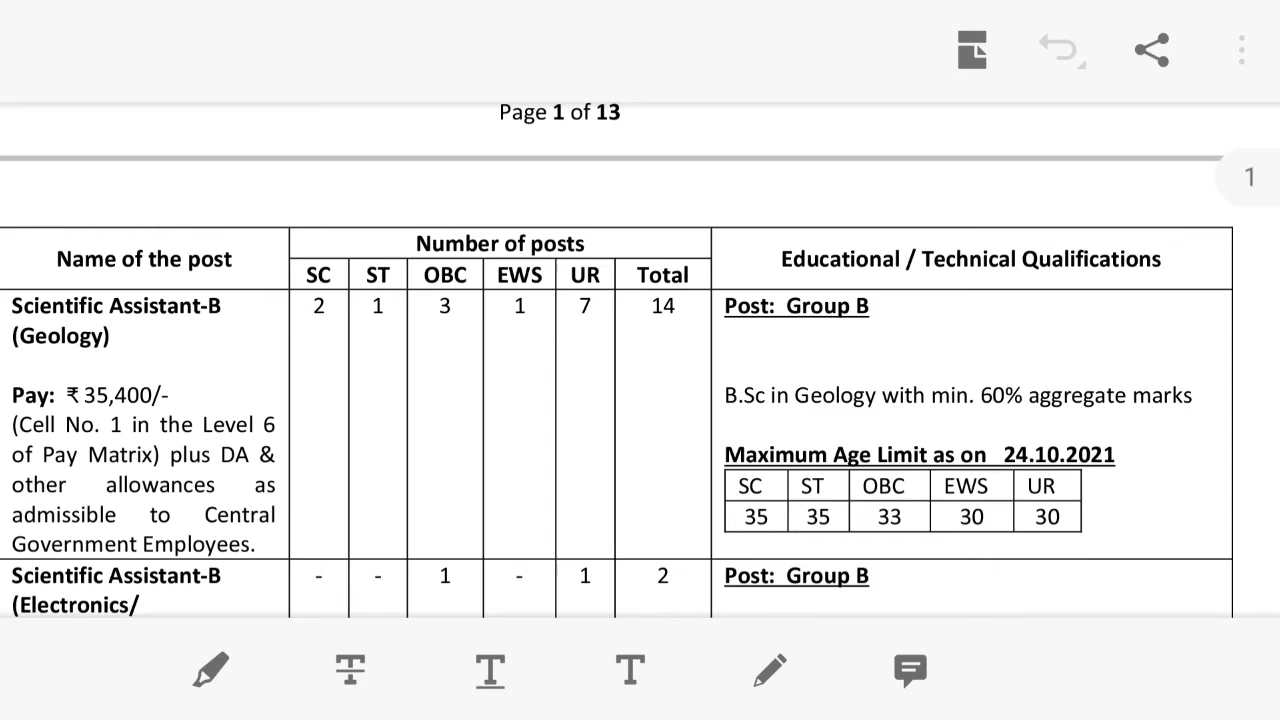 Page 1 of 13
1
Name of the post
Number of posts
Educational / Technical Qualifications
SC ST OBC EWS UR Total
Scientific Assistant-B
(Geology)
Pay: ₹ 35,400/-
(Cell No. 1 in the Level 6
of Pay Matrix) plus DA &
other allowances as
admissible to Central
Government Employees.
2 1 3 1 7 14
Post: Group B
B.Sc in Geology with min. 60% aggregate marks
Maximum Age Limit as on 24.10.2021
SC ST OBC EWS UR
35 35 33 30 30
Scientific Assistant-B
(Electronics/
- - 1 - 1 2
Post: Group B